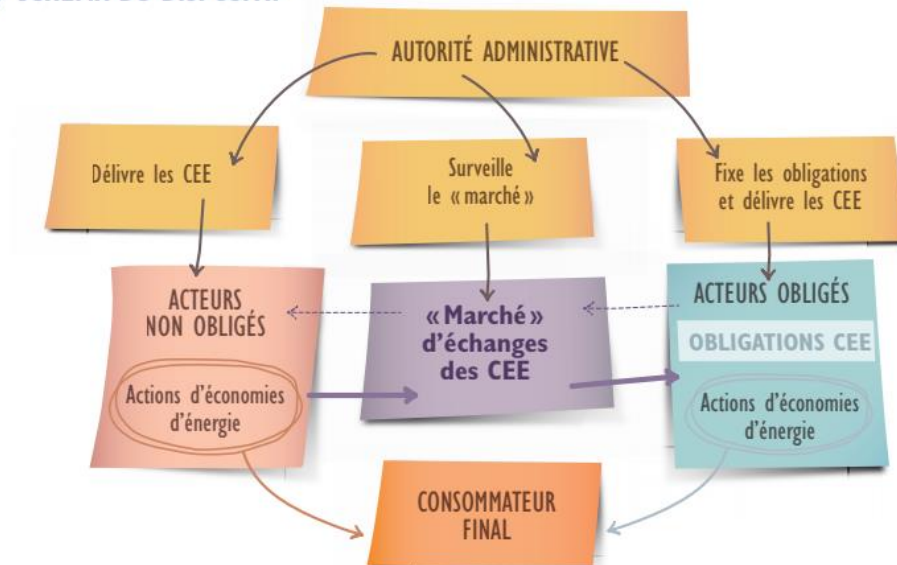 AUTORITÉ ADMINISTRATIVE
Délivre les CEE
Surveille
le « marché »
Fixe les obligations
et délivre les CEE
ACTEURS
NON OBLIGÉS
Actions d'économies
d'énergie
« Marché »
d'échanges
des CEE
ACTEURS OBLIGÉS
OBLIGATIONS CEE
Actions d'économies
d'énergie
CONSOMMATEUR
FINAL